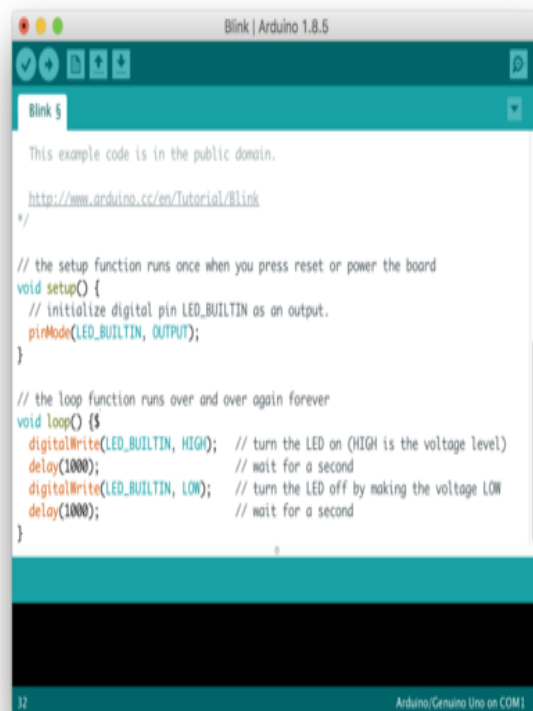 Blink | Arduino 1.8.5
Blink §
This example code is in the public domain.
http://www.arduino.cc/en/Tutorial/Blink
*/
// the setup function runs once when you press reset or power the board
void setup() {
// initialize digital pin LED_BUILTIN as an output.
pinMode(LED_BUILTIN, OUTPUT);
}
// the loop function runs over and over again forever
void loop() {$
digitalWrite(LED_BUILTIN, HIGH);   // turn the LED on (HIGH is the voltage level)
delay(1000);                       // wait for a second
digitalWrite(LED_BUILTIN, LOW);    // turn the LED off by making the voltage LOW
delay(1000);                       // wait for a second
}
32 Arduino/Genuino Uno on COM1